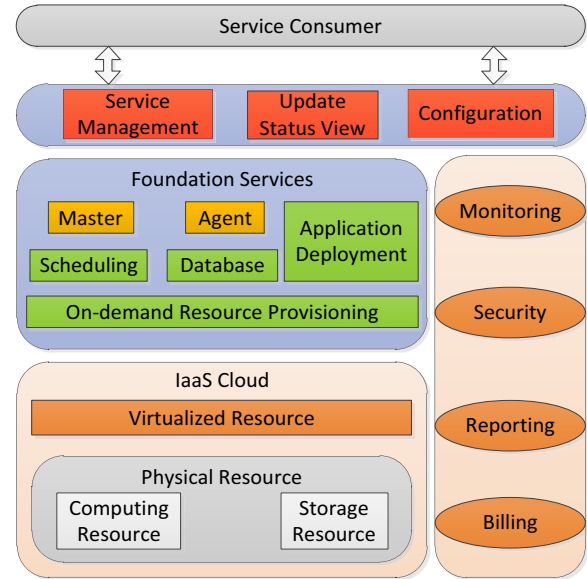 Service Consumer
Service
Management
Update
Status View
Configuration
Foundation Services
Master
Agent
Application
Deployment
Scheduling
Database
On-demand Resource Provisioning
IaaS Cloud
Virtualized Resource
Physical Resource
Computing
Resource
Storage
Resource
Monitoring
Security
Reporting
Billing